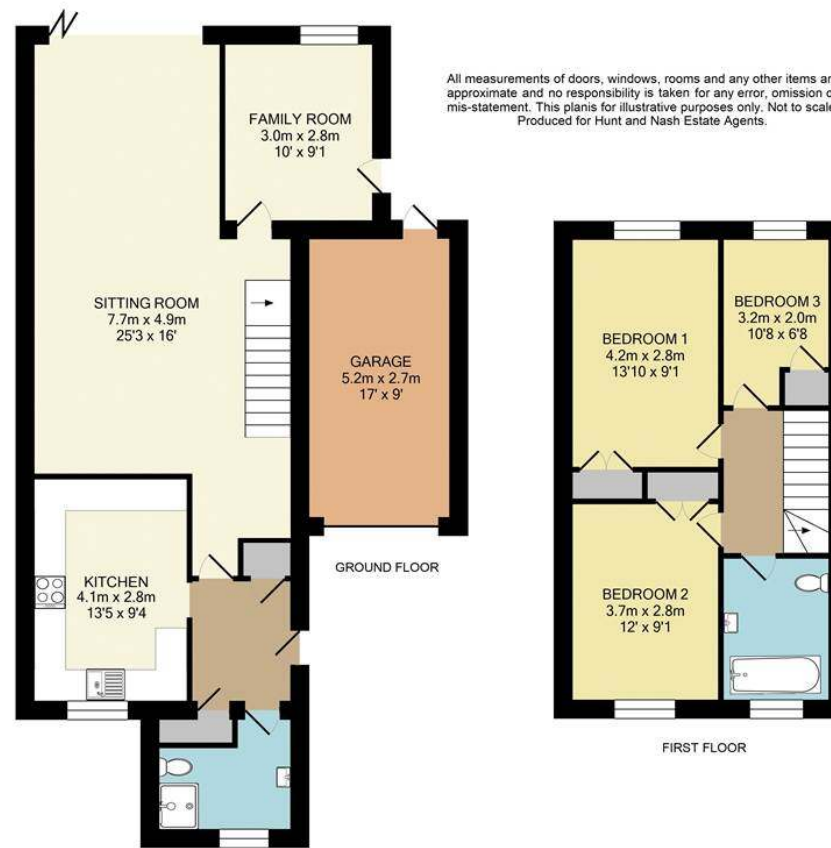 All measurements of doors, windows, rooms and any other items ar
approximate and no responsibility is taken for any error, omission o
mis-statement. This planis for illustrative purposes only. Not to scale
Produced for Hunt and Nash Estate Agents.
FAMILY ROOM
3.0m x 2.8m
10' x 9'1
SITTING ROOM
7.7m x 4.9m
25'3 x 16'
GARAGE
5.2m x 2.7m
17' x 9'
KITCHEN
4.1m x 2.8m
13'5 x 9'4
GROUND FLOOR
BEDROOM 1
4.2m x 2.8m
13'10 x 9'1
BEDROOM 3
3.2m x 2.0m
10'8 x 6'8
BEDROOM 2
3.7m x 2.8m
12' x 9'1
FIRST FLOOR